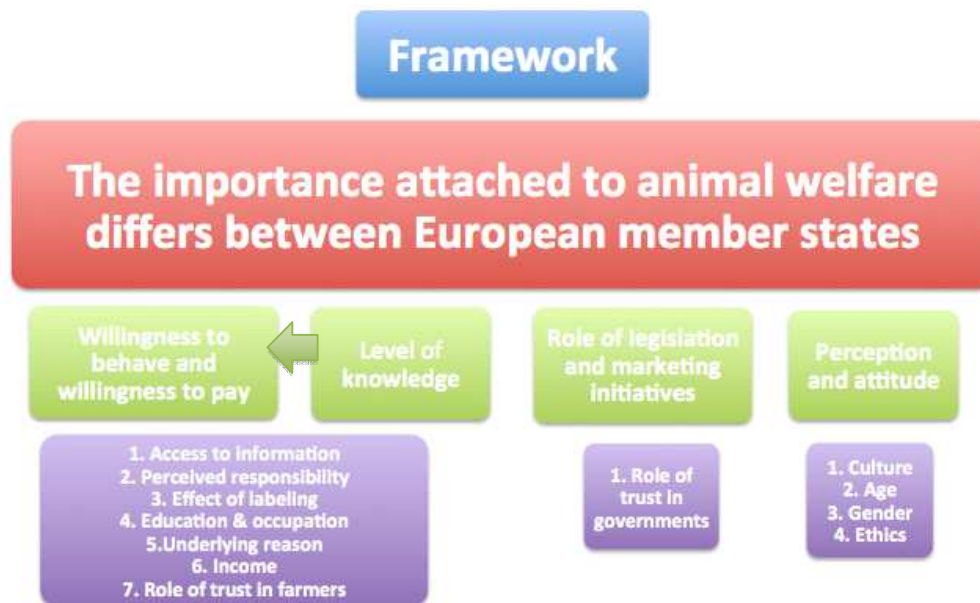 Framework
The importance attached to animal welfare
differs between European member states
Willingness to
behave and
willingness to pay
Level of
knowledge
Role of legislation
and marketing
initiatives
Perception
and attitude
1. Access to information
2. Perceived responsibility
3. Effect of labeling
4. Education & occupation
5.Underlying reason
6. Income
7. Role of trust in farmers
1. Role of
trust in
governments
1. Culture
2. Age
3. Gender
4. Ethics